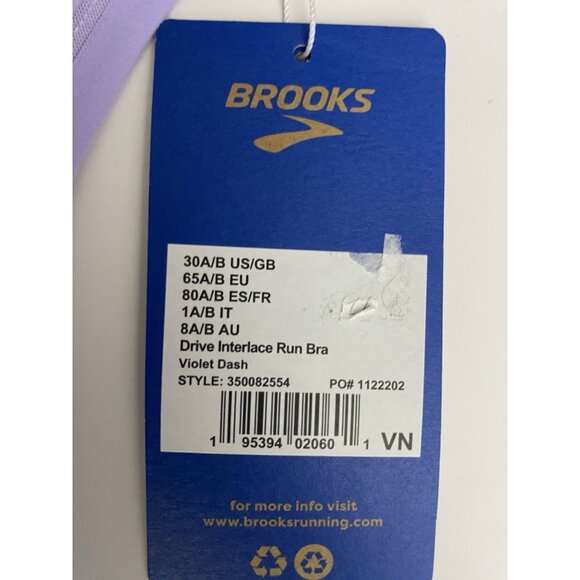 BROOKS
30A/B US/GB
65A/B EU
80A/B ES/FR
1A/B IT
8A/B AU
Drive Interlace Run Bra
Violet Dash
STYLE: 350082554 PO# 1122202
1 95394 02060 1 VN
for more info visit
www.brooksrunning.com